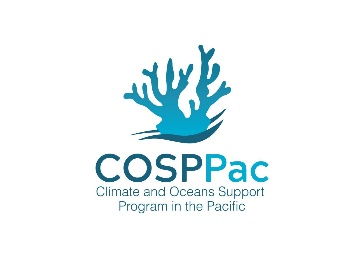 COSPPac
Climate and Oceans Support
Program in the Pacific